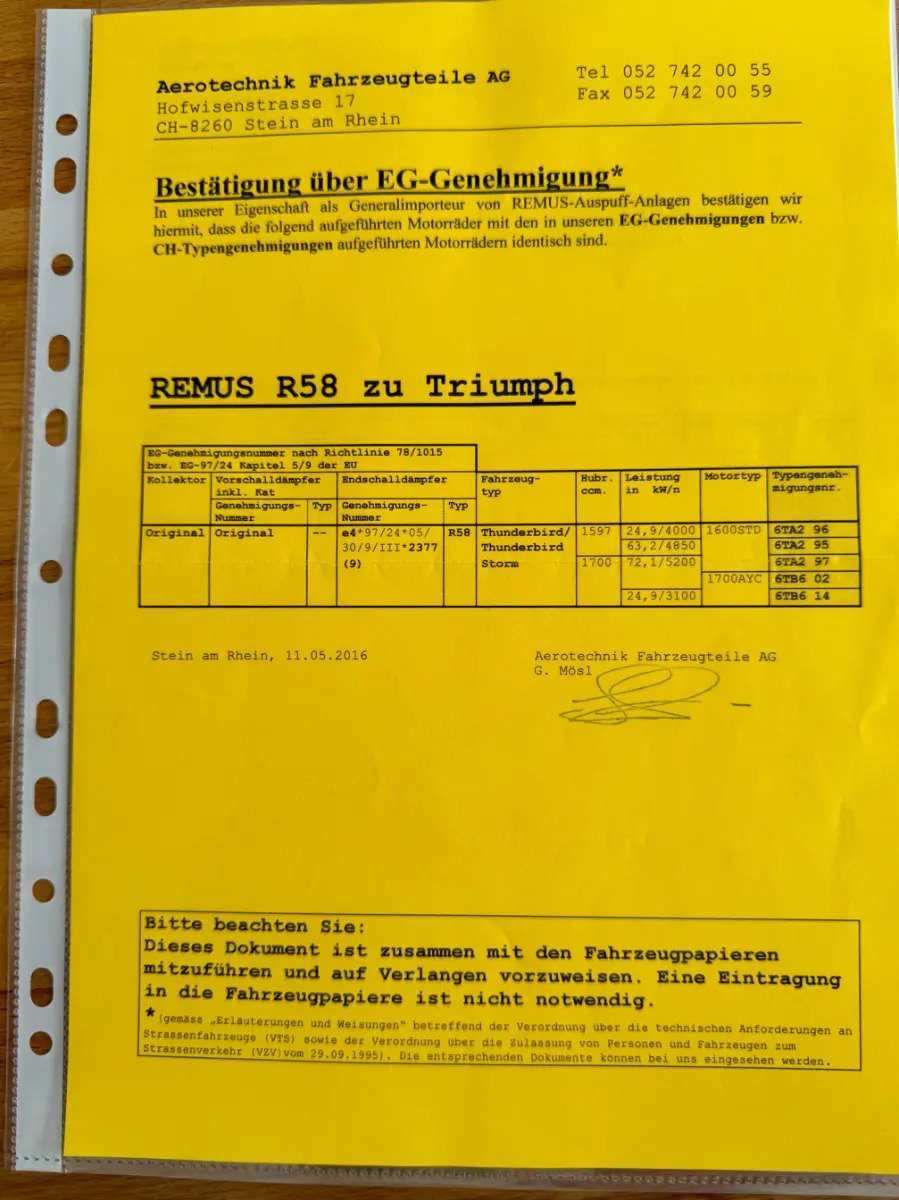 Aerotechnik Fahrzeugteile AG
Hofwisenstrasse 17
CH-8260 Stein am Rhein
Tel 052 742 00 55
Fax 052 742 00 59
Bestätigung über EG-Genehmigung*
In unserer Eigenschaft als Generalimporteur von REMUS-Auspuff-Anlagen bestätigen wir
hiermit, dass die folgend aufgeführten Motorräder mit den in unseren EG-Genehmigungen bzw.
CH-Typengenehmigungen aufgeführten Motorrädern identisch sind.
REMUS R58 zu Triumph
EG-Genehmigungsnummer nach Richtlinie 78/1015
bzw. EG-97/24 Kapitel 5/9 der EU
Kollektor Vorschalldämpfer Endschalldämpfer Fahrzeug- Hubr. Leistung Motortyp Typengeneh-
inkl. Kat typ ccm. in kW/n migungsnr.
Genehmigungs- Typ Genehmigungs- Typ
Nummer Nummer
Original Original -- e4*97/24*05/ R58 Thunderbird/ 1597 24,9/4000 1600STD 6TA2 96
30/9/III*2377 Thunderbird 63,2/4850 6TA2 95
(9) Storm 1700 72,1/5200 6TA2 97
1700AYC 6TB6 02
24,9/3100 6TB6 14
Stein am Rhein, 11.05.2016
Aerotechnik Fahrzeugteile AG
G. Mösl
Bitte beachten Sie:
Dieses Dokument ist zusammen mit den Fahrzeugpapieren
mitzuführen und auf Verlangen vorzuweisen. Eine Eintragung
in die Fahrzeugpapiere ist nicht notwendig.
*(gemäss „Erläuterungen und Weisungen" betreffend der Verordnung über die technischen Anforderungen an
Strassenfahrzeuge (VTS) sowie der Verordnung über die Zulassung von Personen und Fahrzeugen zum
Strassenverkehr (VZV)vom 29.09.1995). Die entsprechenden Dokumente können bei uns eingesehen werden.